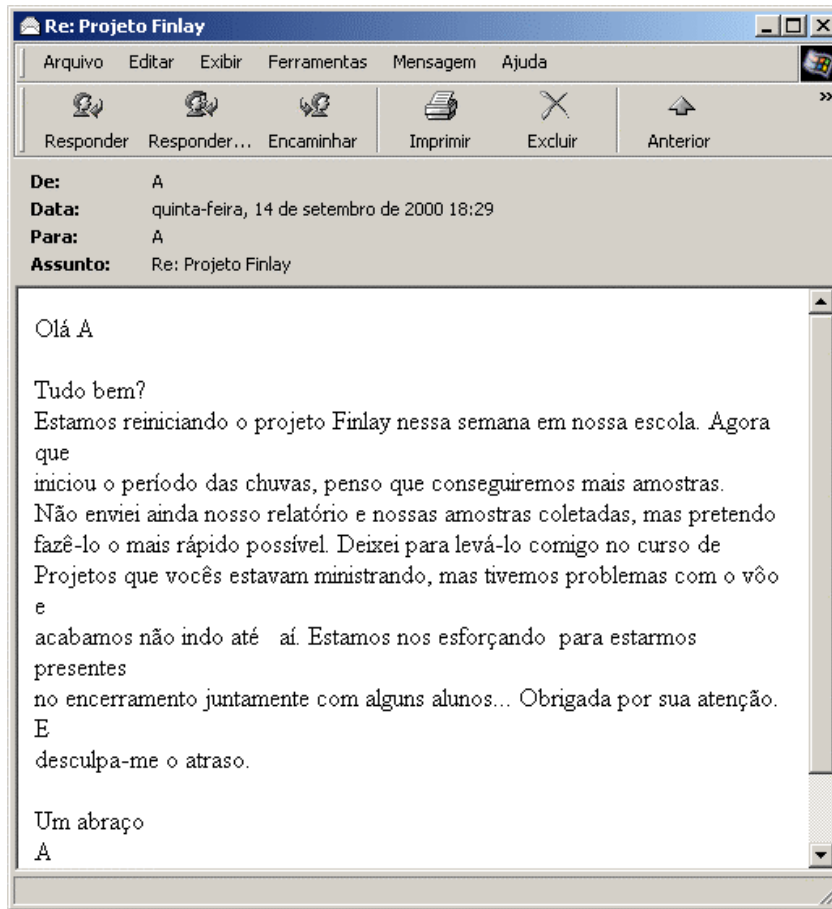 Re: Projeto Finlay
Arquivo Editar Exibir Ferramentas Mensagem Ajuda
Responder Responder... Encaminhar Imprimir Excluir Anterior
De: A
Data: quinta-feira, 14 de setembro de 2000 18:29
Para: A
Assunto: Re: Projeto Finlay
Olá A
Tudo bem?
Estamos reiniciando o projeto Finlay nessa semana em nossa escola. Agora
que
iniciou o período das chuvas, penso que conseguiremos mais amostras.
Não enviei ainda nosso relatório e nossas amostras coletadas, mas pretendo
fazê-lo o mais rápido possível. Deixei para levá-lo comigo no curso de
Projetos que vocês estavam ministrando, mas tivemos problemas com o vôo
e
acabamos não indo até aí. Estamos nos esforçando para estarmos
presentes
no encerramento juntamente com alguns alunos... Obrigada por sua atenção.
E
desculpa-me o atraso.
Um abraço
A